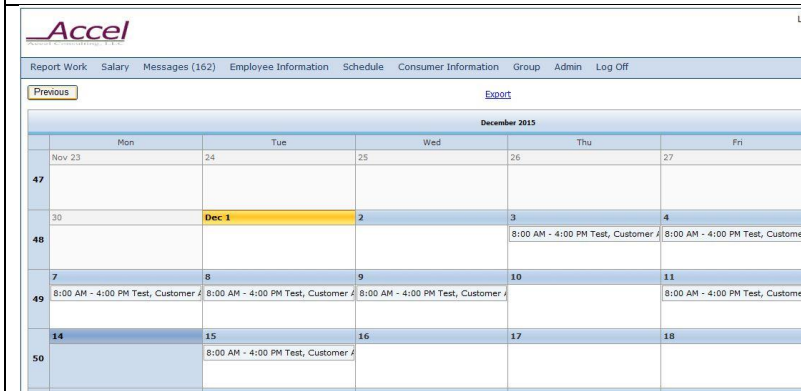 Accel
Accel Consulting, LLC
Report Work Salary Messages (162) Employee Information Schedule Consumer Information Group Admin Log Off
Previous
Export
December 2015
Mon Tue Wed Thu Fri
47 Nov 23 24 25 26 27
48 30 Dec 1 2 3 4
8:00 AM - 4:00 PM Test, Customer 8:00 AM - 4:00 PM Test, Custome
49 7 8 9 10 11
8:00 AM - 4:00 PM Test, Customer 8:00 AM - 4:00 PM Test, Customer 8:00 AM - 4:00 PM Test, Customer 8:00 AM - 4:00 PM Test, Custome
50 14 15 16 17 18
8:00 AM - 4:00 PM Test, Customer